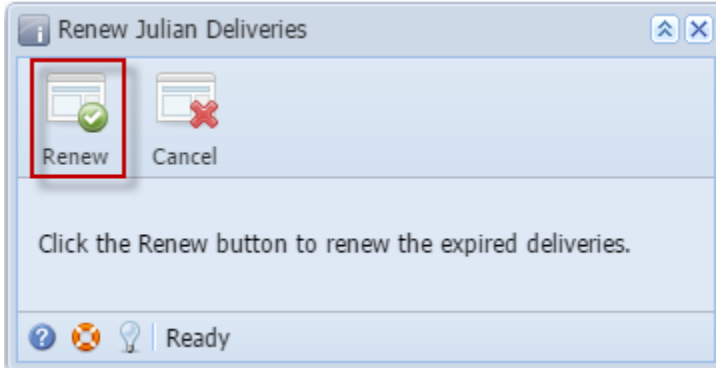 Renew Julian Deliveries
Renew Cancel
Click the Renew button to renew the expired deliveries.
Ready